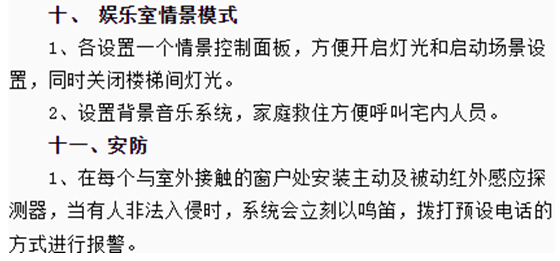 十、 娱乐室情景模式
1、各设置一个情景控制面板，方便开启灯光和启动场景设
置，同时关闭楼梯间灯光。
2、设置背景音乐系统，家庭救住方便呼叫宅内人员。
十一、安防
1、在每个与室外接触的窗户处安装主动及被动红外感应探
测器，当有人非法入侵时，系统会立刻以鸣笛，拨打预设电话的
方式进行报警。